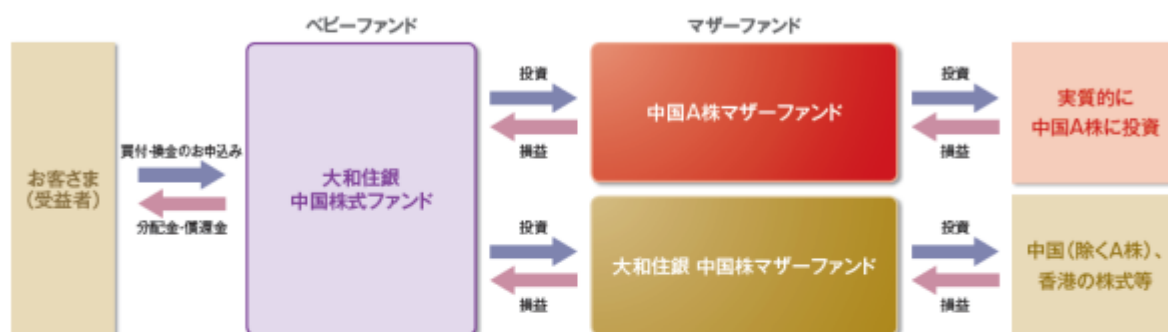 ベビーファンド
マザーファンド
お客さま
(受益者)
買付・換金のお申込み
分配金・償還金
大和住銀
中国株式ファンド
投資
損益
中国A株マザーファンド
投資
損益
実質的に
中国A株に投資
投資
損益
大和住銀 中国株マザーファンド
投資
損益
中国(除くA株)、
香港の株式等